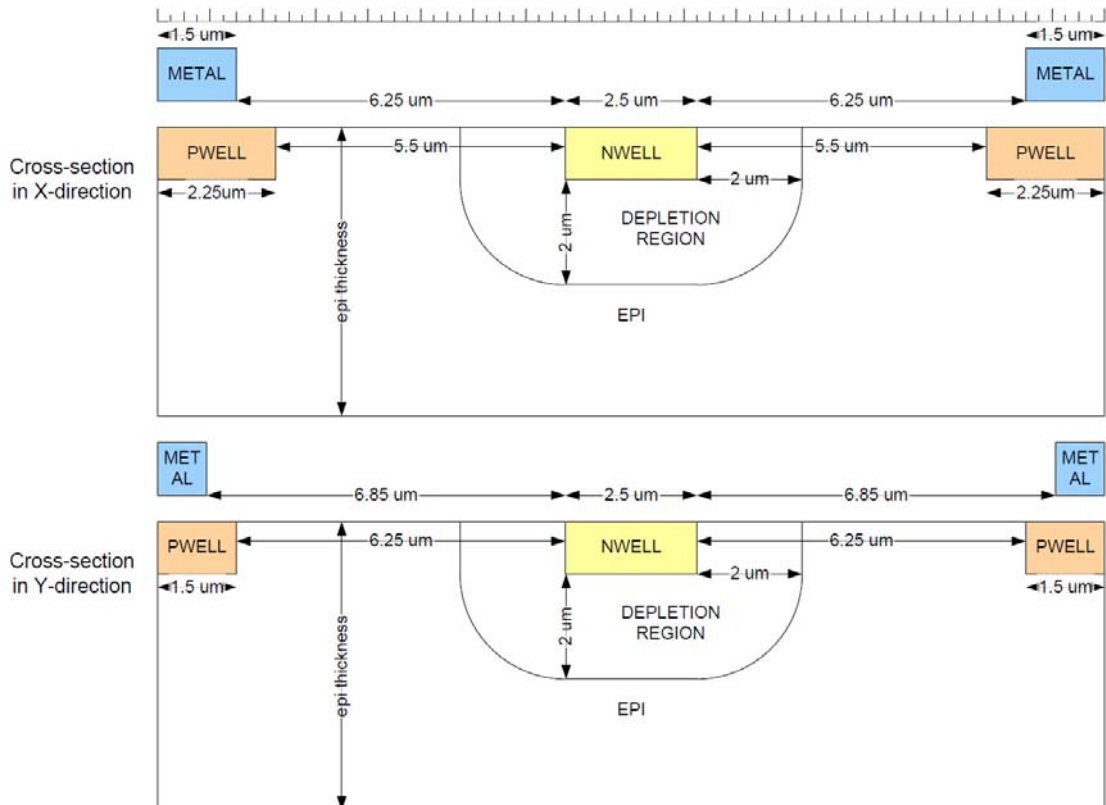 1.5 um
1.5 um
METAL
METAL
6.25 um
2.5 um
6.25 um
Cross-section
in X-direction
PWELL
5.5 um
NWELL
5.5 um
PWELL
2.25um
2 um
2.25um
DEPLETION
REGION
2 um
epi thickness
EPI
MET
AL
MET
AL
6.85 um
2.5 um
6.85 um
Cross-section
in Y-direction
PWELL
6.25 um
NWELL
6.25 um
PWELL
1.5 um
2 um
1.5 um
DEPLETION
REGION
2 um
epi thickness
EPI